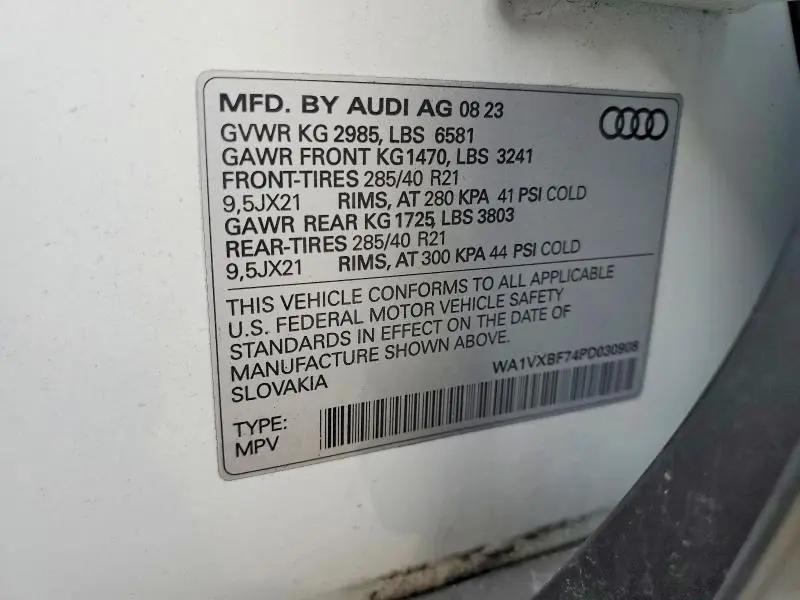 MFD. BY AUDI AG 08 23
GVWR KG 2985, LBS 6581
GAWR FRONT KG1470, LBS 3241
FRONT-TIRES 285/40 R21
9,5JX21 RIMS, AT 280 KPA 41 PSI COLD
GAWR REAR KG1725, LBS 3803
REAR-TIRES 285/40 R21
9,5JX21 RIMS, AT 300 KPA 44 PSI COLD
THIS VEHICLE CONFORMS TO ALL APPLICABLE
U.S. FEDERAL MOTOR VEHICLE SAFETY
STANDARDS IN EFFECT ON THE DATE OF
MANUFACTURE SHOWN ABOVE.
SLOVAKIA
WA1VXBF74PD030908
TYPE:
MPV